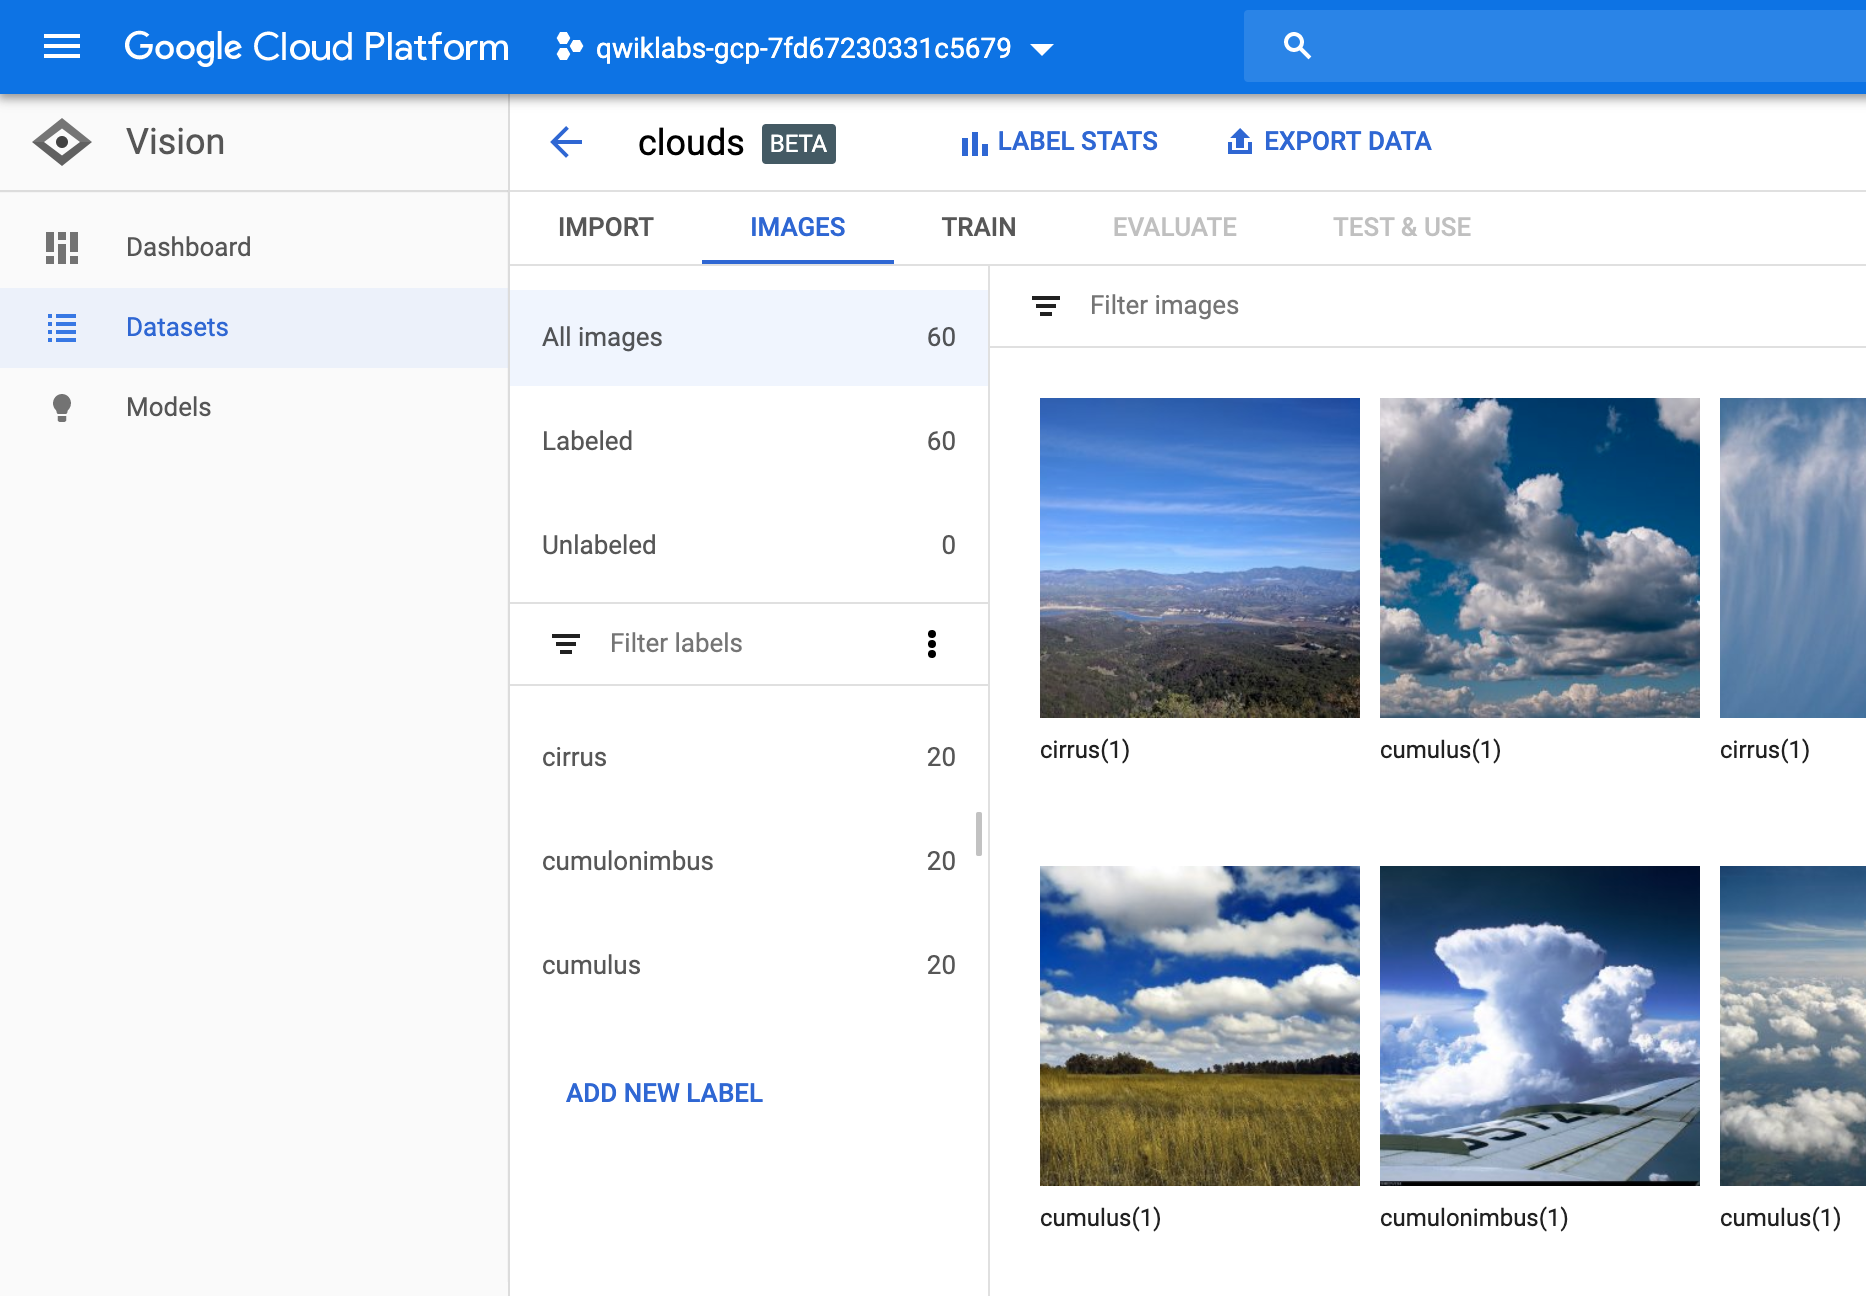 Google Cloud Platform
qwiklabs-gcp-7fd67230331c5679
Vision
clouds BETA
LABEL STATS
EXPORT DATA
Dashboard
Datasets
Models
IMPORT
IMAGES
TRAIN
EVALUATE
TEST & USE
All images 60
Labeled 60
Unlabeled 0
Filter labels
cirrus 20
cumulonimbus 20
cumulus 20
ADD NEW LABEL
Filter images
cirrus(1)
cumulus(1)
cirrus(1)
cumulus(1)
cumulonimbus(1)
cumulus(1)